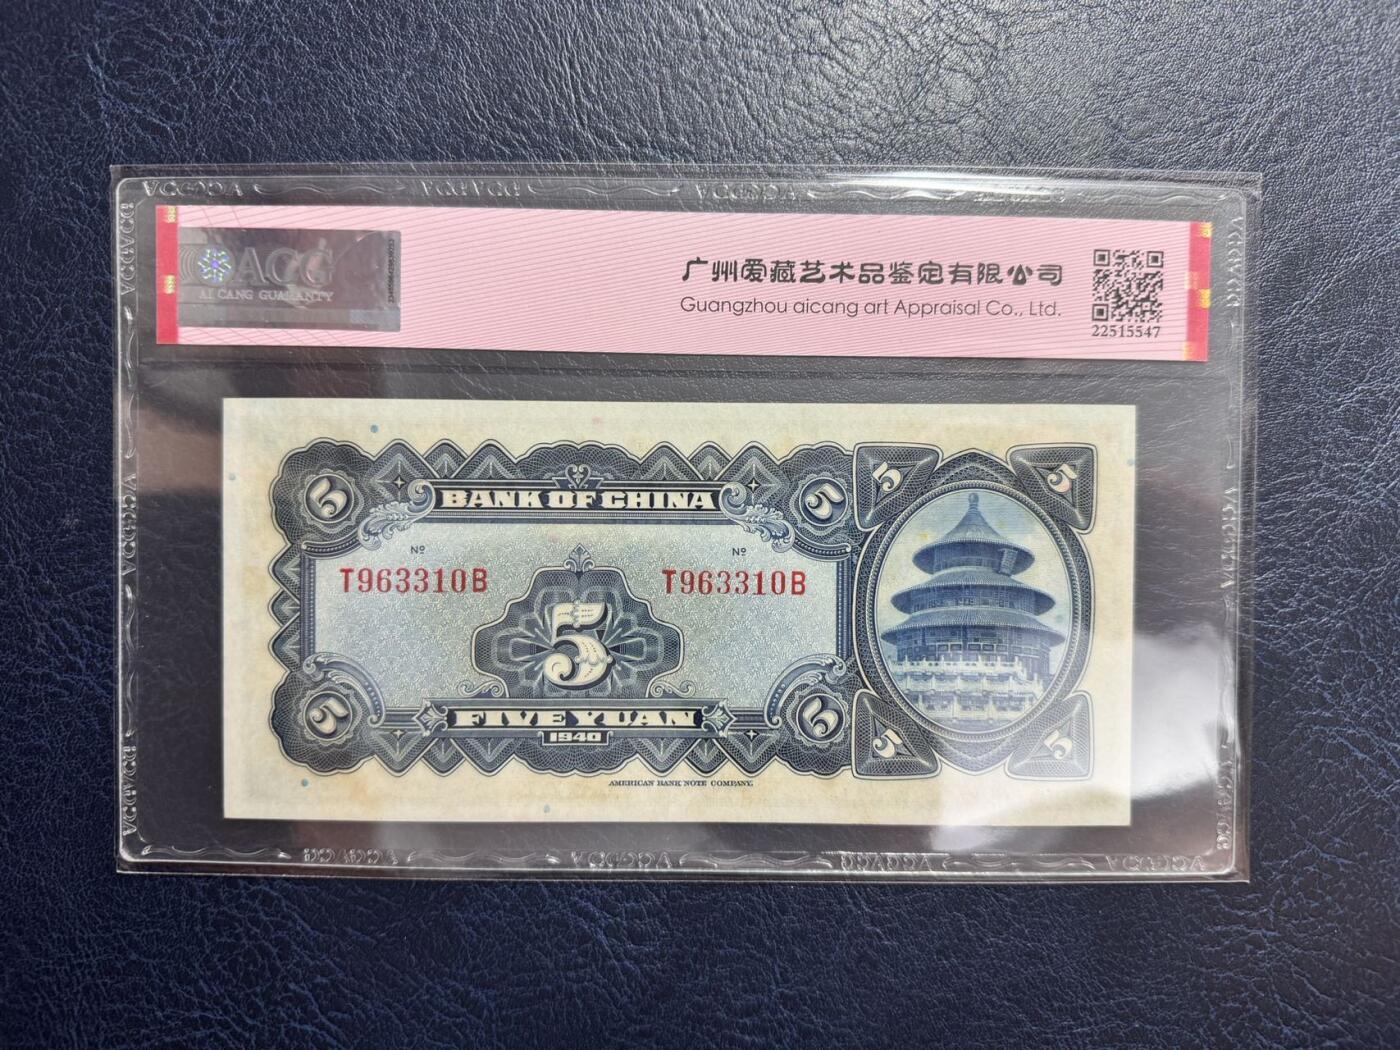 ACG
AI CANG GUARANTY
广州爱藏艺术品鉴定有限公司
Guangzhou aicang art Appraisal Co., Ltd.
22515547
5
5
5
5
BANK OF CHINA
Nº
Nº
T963310B
T963310B
5
5
5
FIVE YUAN
5
5
1940
AMERICAN BANK NOTE COMPANY.